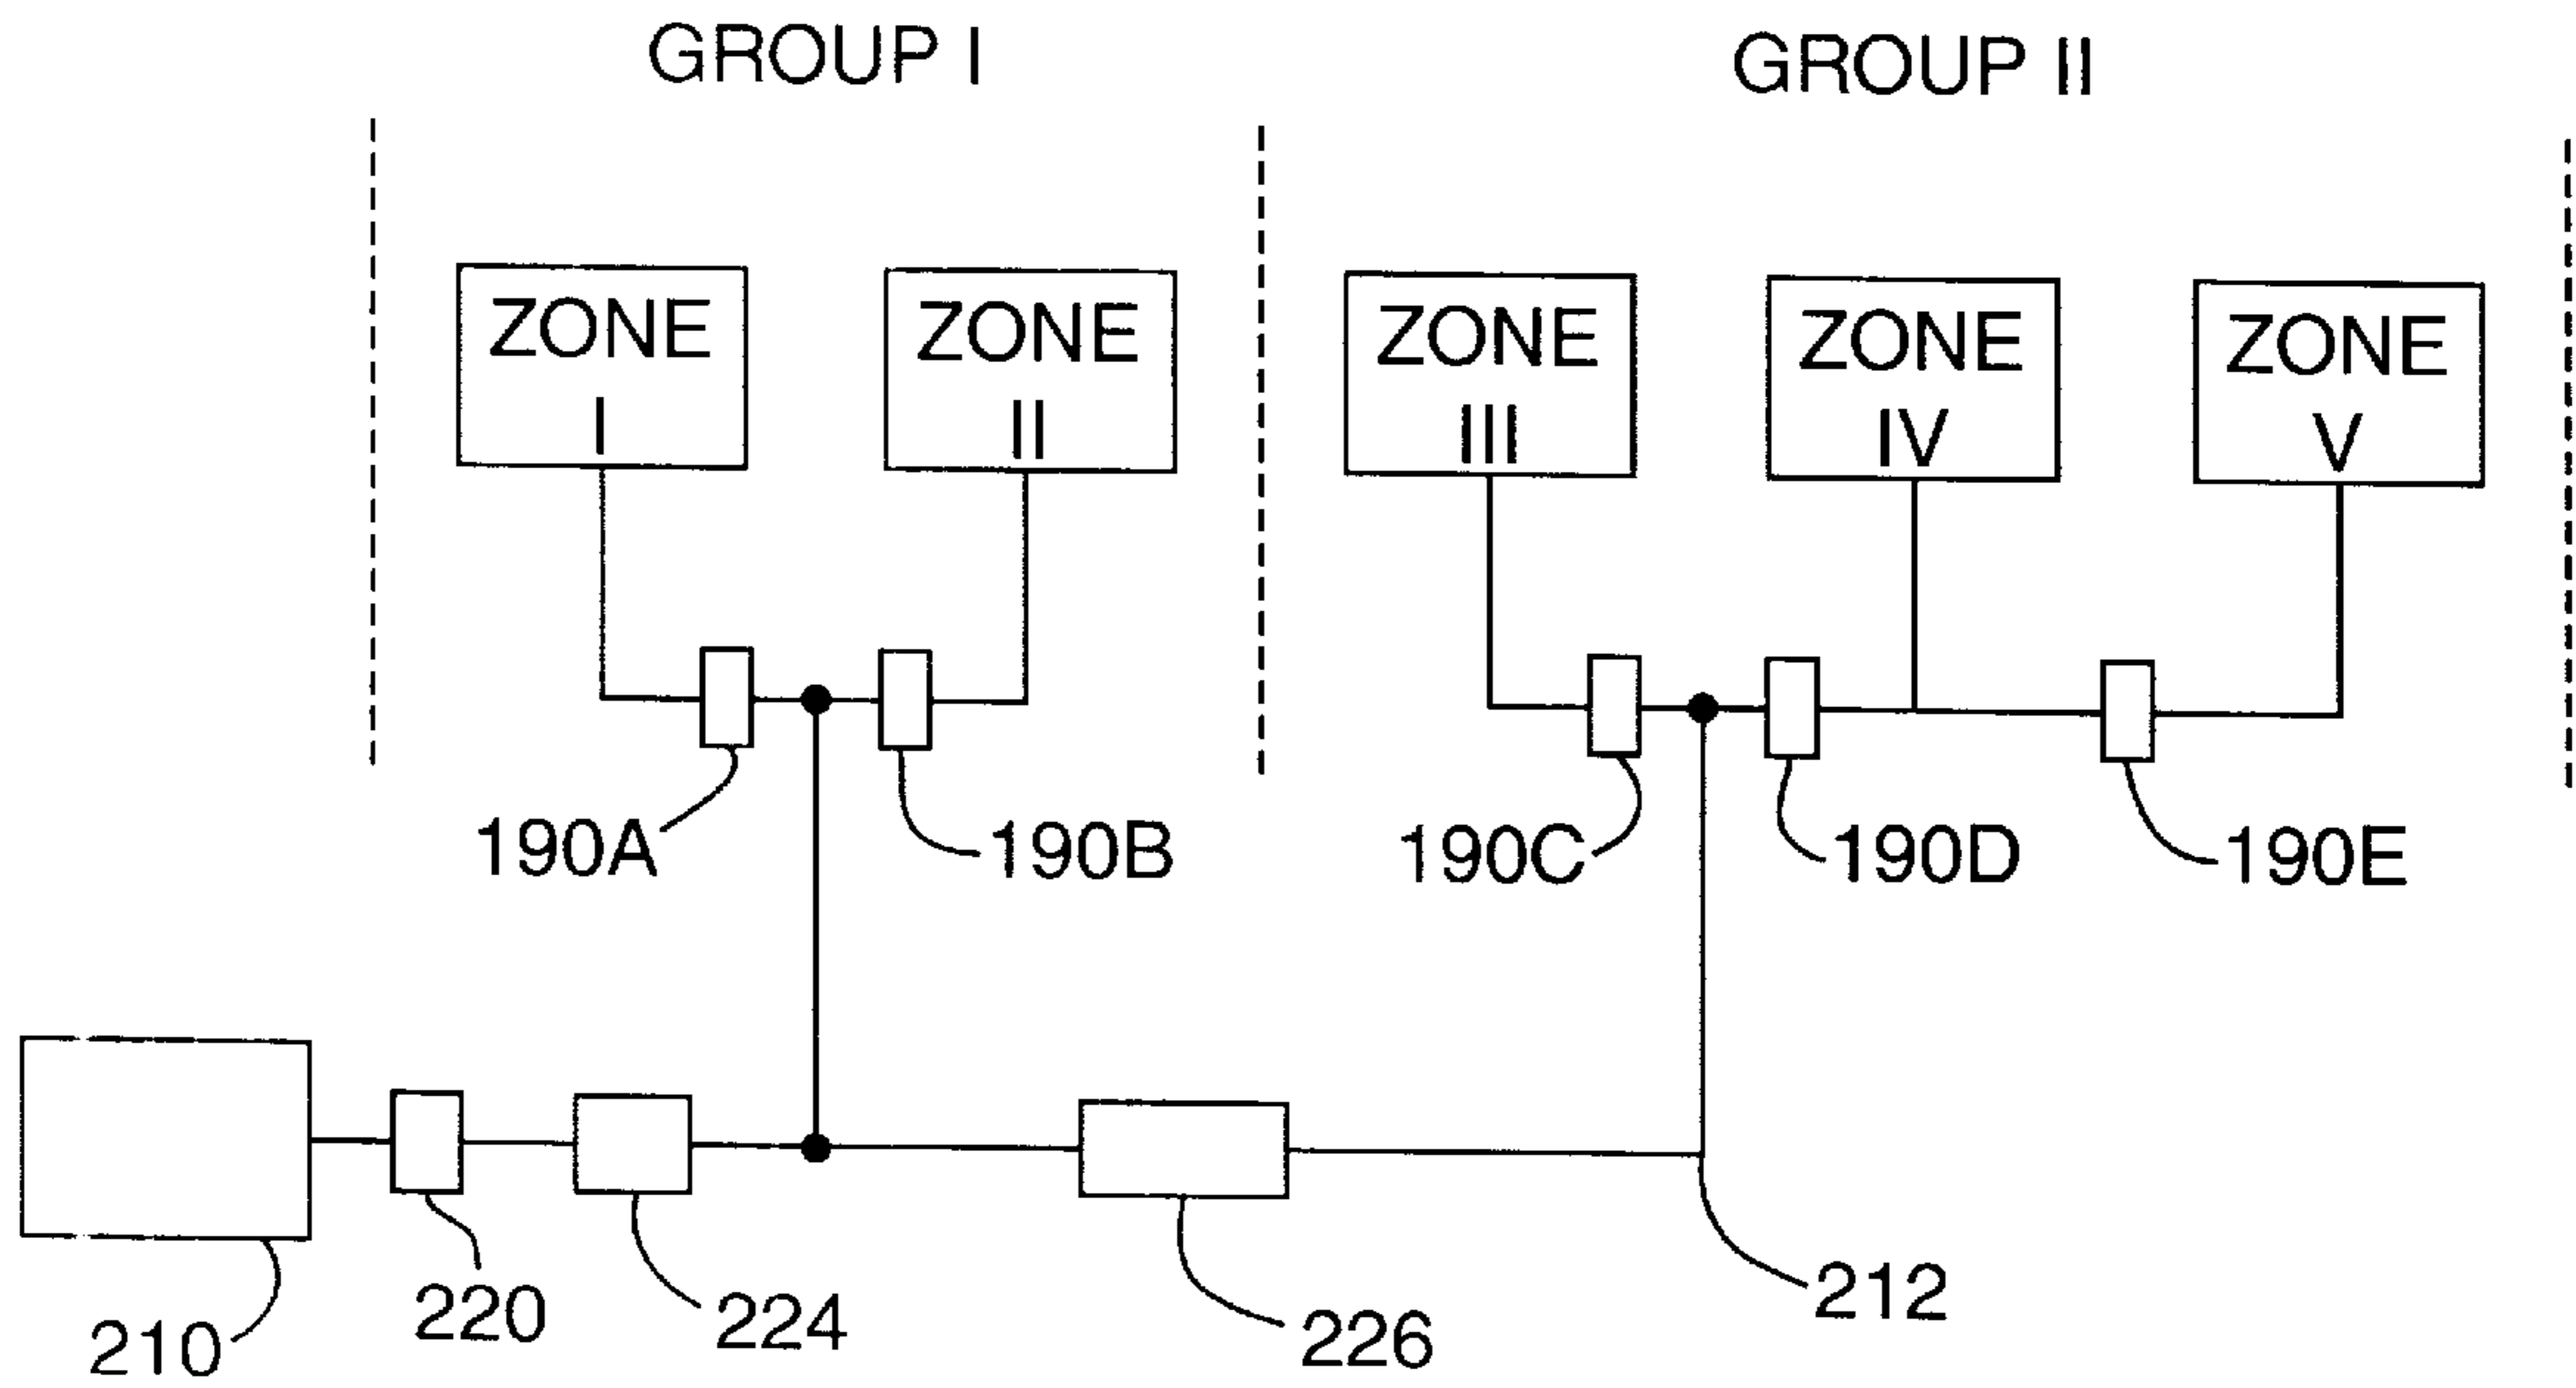 GROUP I
GROUP II
ZONE
I
ZONE
II
ZONE
III
ZONE
IV
ZONE
V
190A
190B
190C
190D
190E
210
220
224
226
212